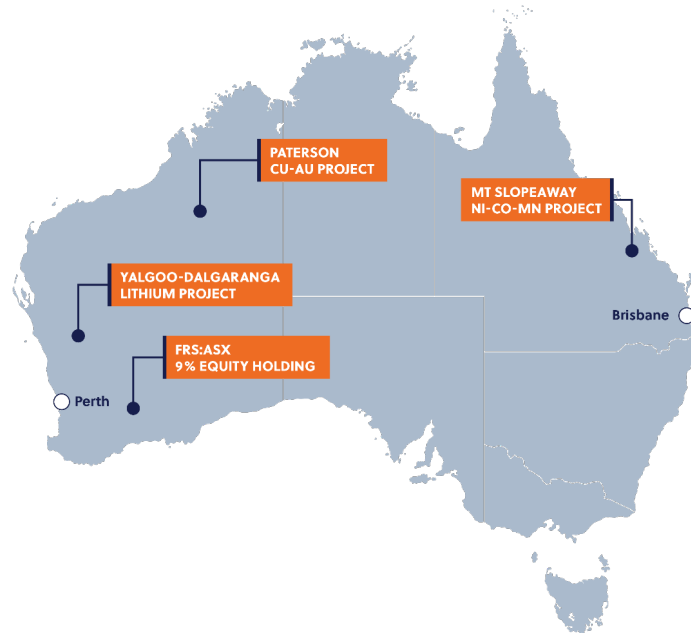 PATERSON
CU-AU PROJECT
MT SLOPEAWAY
NI-CO-MN PROJECT
YALGOO-DALGARANGA
LITHIUM PROJECT
Brisbane
FRS:ASX
9% EQUITY HOLDING
Perth